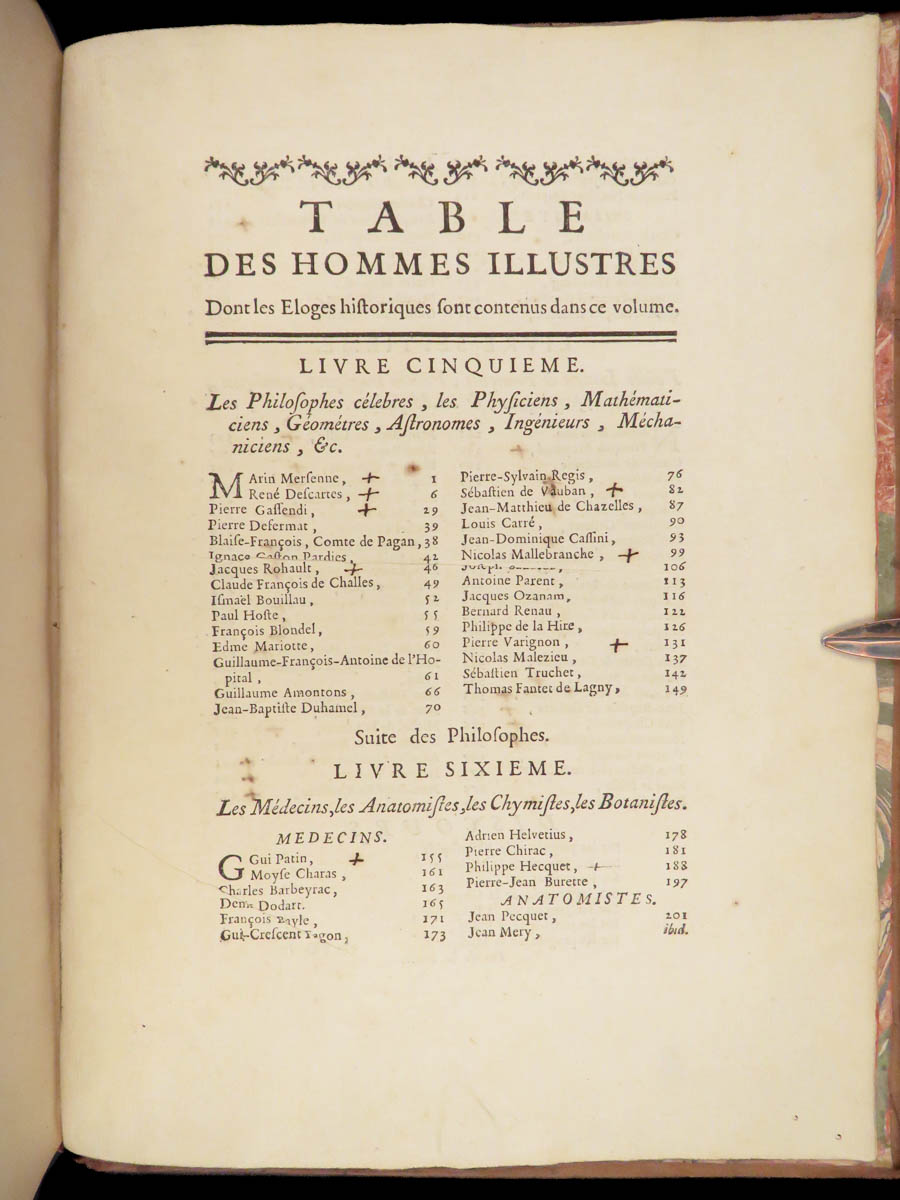 TABLE
DES HOMMES ILLUSTRES
Dont les Eloges hiſtoriques ſont contenus dans ce volume.
LIVRE CINQUIEME.
Les Philoſophes célebres, les Phyſiciens, Mathémati-
ciens, Géométres, Aſtronomes, Ingénieurs, Mécha-
niciens, &c.
MArin Merſenne, + 1
René Deſcartes, + 6
Pierre Gaſſendi, + 29
Pierre Defermat, 39
Blaiſe-François, Comte de Pagan, 38
Ignace Gaſton Pardies, 42
Jacques Rohault, + 46
Claude François de Challes, 49
Iſmaël Bouillau, 52
Paul Hoſte, 55
François Blondel, 59
Edme Mariotte, 60
Guillaume-François-Antoine de l'Ho-
pital, 61
Guillaume Amontons, 66
Jean-Baptiſte Duhamel, 70
Pierre-Sylvain Regis, 76
Sébaſtien de Vauban, + 82
Jean-Matthieu de Chazelles, 87
Louis Carré, 90
Jean-Dominique Caſſini, 93
Nicolas Mallebranche, + 99
Joſeph 106
Antoine Parent, 113
Jacques Ozanam, 116
Bernard Renau, 122
Philippe de la Hire, 126
Pierre Varignon, + 131
Nicolas Malezieu, 137
Sébaſtien Truchet, 142
Thomas Fantet de Lagny, 149
Suite des Philoſophes.
LIVRE SIXIEME.
Les Médecins, les Anatomiſtes, les Chymiſtes, les Botaniſtes.
MEDECINS.
GGui Patin, + 155
Moyſe Charas, 161
Charles Barbeyrac, 163
Denis Dodart. 165
François Bayle, 171
Gui-Creſcent Fagon, 173
Adrien Helvetius, 178
Pierre Chirac, 181
Philippe Hecquet, + 188
Pierre-Jean Burette, 197
ANATOMISTES.
Jean Pecquet, 201
Jean Mery, ibid.